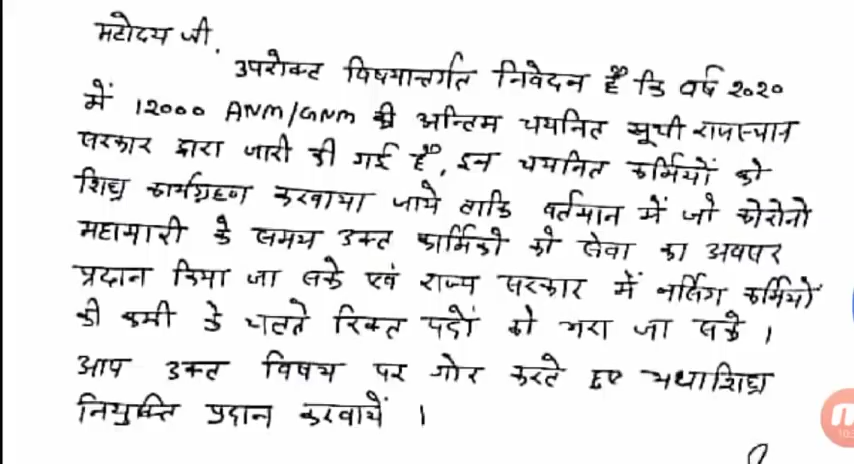 महोदय जी,
उपरोक्त विषयान्तर्गत निवेदन है कि वर्ष 2020
में 12000 ANM/GNM की अन्तिम चयनित सूची राजस्थान
सरकार द्वारा जारी की गई है, इन चयनित कर्मियों को
शिघ्र कार्यग्रहण करवाया जाये ताकि वर्तमान में जो कोरोनो
महामारी के समय उक्त कार्मिको को सेवा का अवसर
प्रदान किया जा सके एवं राज्य सरकार में नर्सिग कर्मियों
की कमी के चलते रिक्त पदों को भरा जा सके ।
आप उक्त विषय पर गोर करते हुए यथाशिघ्र
नियुक्ति प्रदान करवायें ।